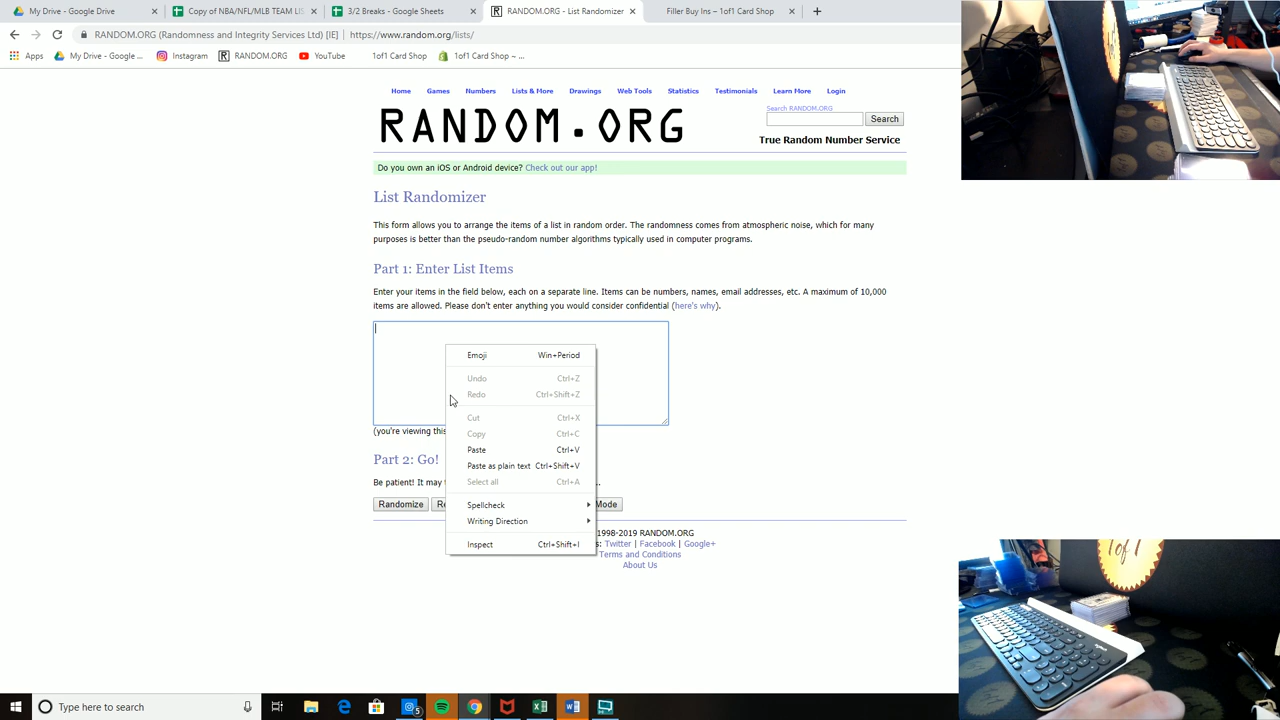 My Drive - Google Drive
Copy of NBA/NFL/MLB TEAM LIS
3/2 Breaks - Google Sheets
RANDOM.ORG - List Randomizer
Filler Buy Ins – 1of1 Card Shop
RANDOM.ORG (Randomness and Integrity Services Ltd) [IE] | https://www.random.org/lists
Apps
My Drive - Google ...
Instagram
RANDOM.ORG
YouTube
1of1 Card Shop
1of1 Card Shop ~ ...
Home Games Numbers Lists & More Drawings Web Tools Statistics Testimonials Learn More Login
RANDOM.ORG
Search RANDOM.ORG
Search
True Random Number Service
Do you own an iOS or Android device? Check out our app!
List Randomizer
This form allows you to arrange the items of a list in random order. The randomness comes from atmospheric noise, which for many
purposes is better than the pseudo-random number algorithms typically used in computer programs.
Part 1: Enter List Items
Enter your items in the field below, each on a separate line. Items can be numbers, names, email addresses, etc. A maximum of 10,000
items are allowed. Please don't enter anything you would consider confidential (here's why).
Emoji Win+Period
Undo Ctrl+Z
Redo Ctrl+Shift+Z
Cut Ctrl+X
Copy Ctrl+C
Paste Ctrl+V
Paste as plain text Ctrl+Shift+V
Select all Ctrl+A
Spellcheck
Writing Direction
Inspect Ctrl+Shift+I
(you're viewing this
Part 2: Go!
Be patient! It may
Randomize
Mode
1998-2019 RANDOM.ORG
Twitter | Facebook | Google+
Terms and Conditions
About Us
Type here to search
5
1of1